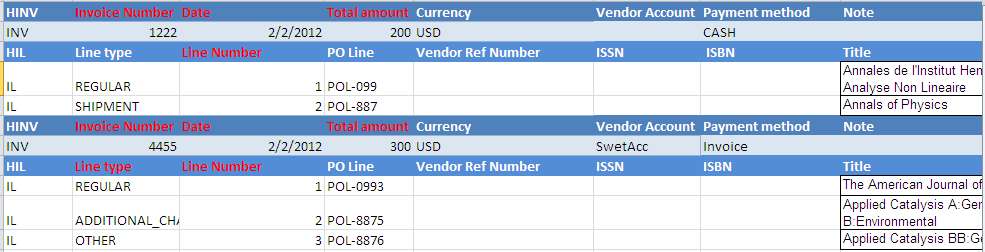 HINV Invoice Number Date Total amount Currency Vendor Account Payment method Note
INV 1222 2/2/2012 200 USD CASH
HIL Line type Line Number PO Line Vendor Ref Number ISSN ISBN Title
IL REGULAR 1 POL-099 Annales de l'Institut Hen
Analyse Non Lineaire
IL SHIPMENT 2 POL-887 Annals of Physics
HINV Invoice Number Date Total amount Currency Vendor Account Payment method Note
INV 4455 2/2/2012 300 USD SwetAcc Invoice
HIL Line type Line Number PO Line Vendor Ref Number ISSN ISBN Title
IL REGULAR 1 POL-0993 The American Journal of
IL ADDITIONAL_CHA 2 POL-8875 Applied Catalysis A:Gen
B:Environmental
IL OTHER 3 POL-8876 Applied Catalysis BB:Ge